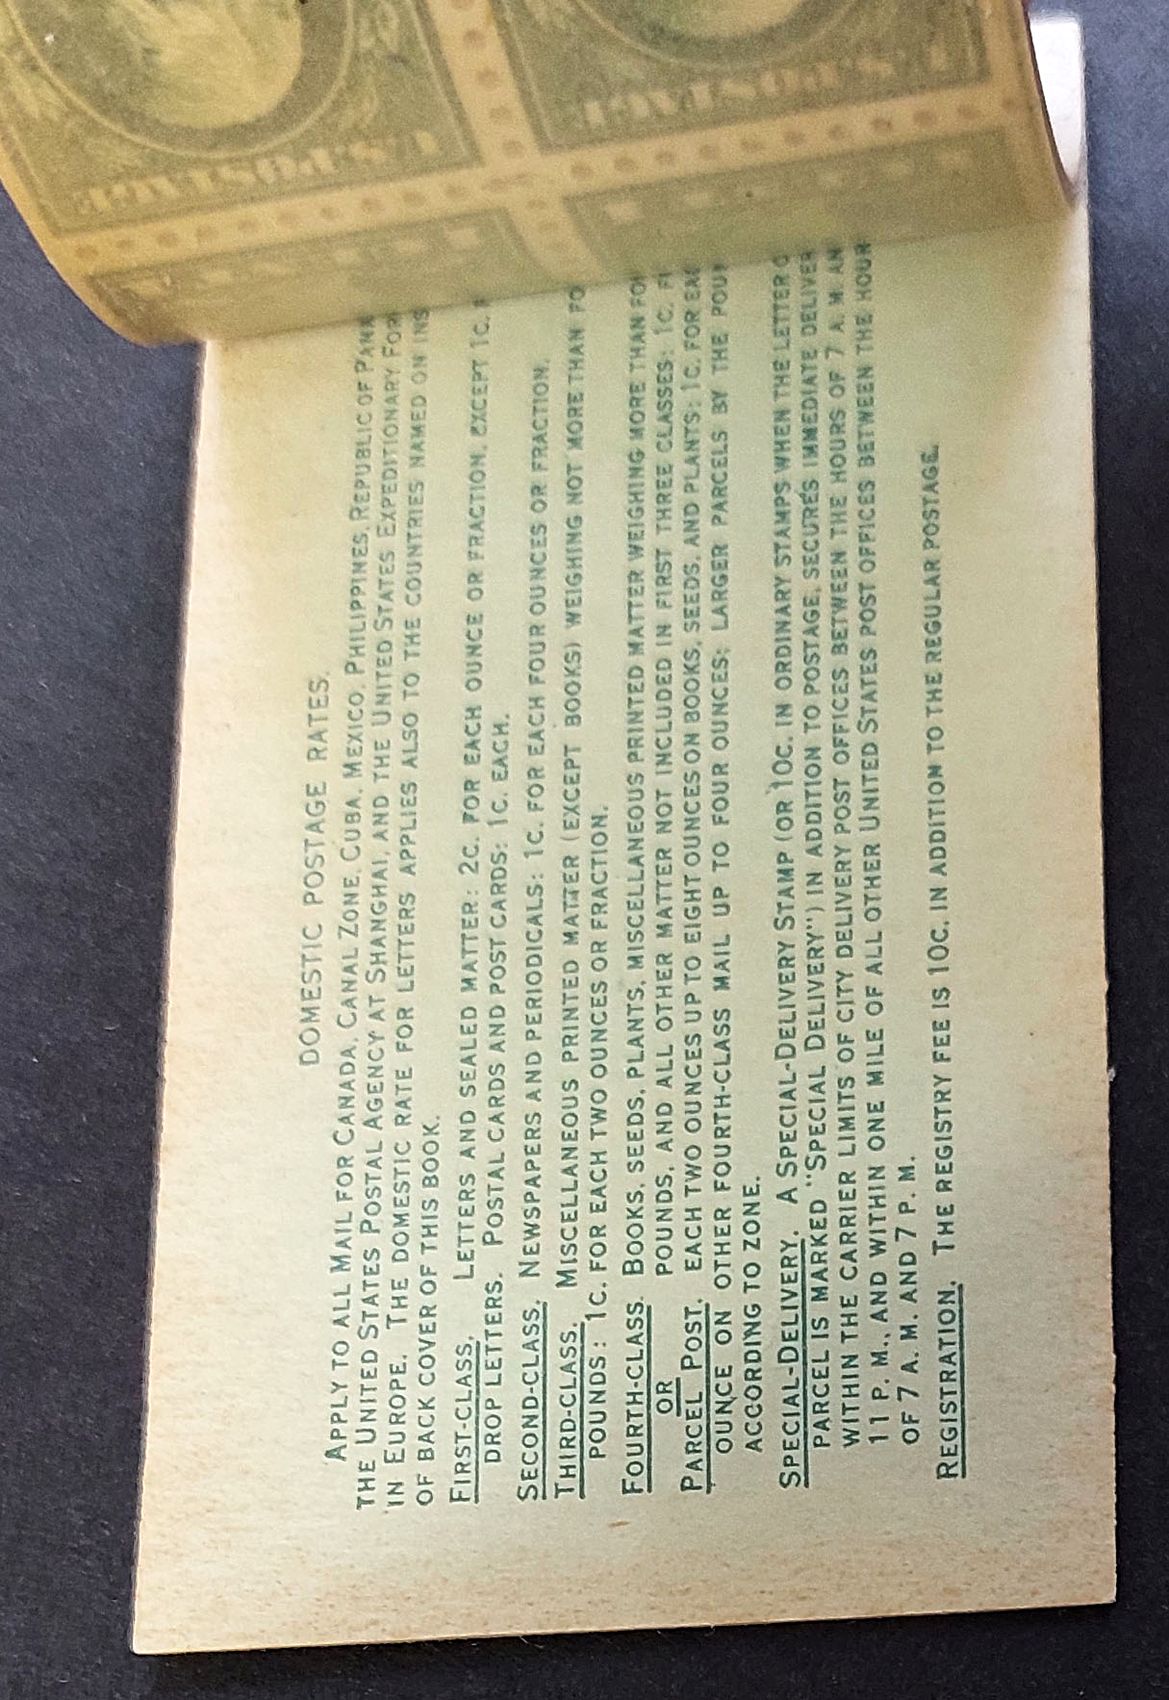 DOMESTIC POSTAGE RATES.
APPLY TO ALL MAIL FOR CANADA, CANAL ZONE, CUBA, MEXICO, PHILIPPINES, REPUBLIC OF
THE UNITED STATES POSTAL AGENCY AT SHANGHAI, AND THE UNITED STATES EXPEDITIONARY
IN EUROPE. THE DOMESTIC RATE FOR LETTERS APPLIES ALSO TO THE COUNTRIES NAMED ON
OF BACK COVER OF THIS BOOK.
FIRST-CLASS. LETTERS AND SEALED MATTER: 2C. FOR EACH OUNCE OR FRACTION, EXCEPT 1C.
DROP LETTERS. POSTAL CARDS AND POST CARDS: 1C. EACH.
SECOND-CLASS. NEWSPAPERS AND PERIODICALS: 1C. FOR EACH FOUR OUNCES OR FRACTION.
THIRD-CLASS. MISCELLANEOUS PRINTED MATTER (EXCEPT BOOKS) WEIGHING NOT MORE THAN
POUNDS: 1C. FOR EACH TWO OUNCES OR FRACTION.
FOURTH-CLASS. BOOKS, SEEDS, PLANTS, MISCELLANEOUS PRINTED MATTER WEIGHING MORE THAN
OR POUNDS, AND ALL OTHER MATTER NOT INCLUDED IN FIRST THREE CLASSES: 1C.
PARCEL POST. EACH TWO OUNCES UP TO EIGHT OUNCES ON BOOKS, SEEDS, AND PLANTS; 1C. FOR
OUNCE ON OTHER FOURTH-CLASS MAIL UP TO FOUR OUNCES; LARGER PARCELS BY THE
ACCORDING TO ZONE.
SPECIAL-DELIVERY. A SPECIAL-DELIVERY STAMP (OR 10C. IN ORDINARY STAMPS WHEN THE LETTER
PARCEL IS MARKED "SPECIAL DELIVERY") IN ADDITION TO POSTAGE, SECURES IMMEDIATE
WITHIN THE CARRIER LIMITS OF CITY DELIVERY POST OFFICES BETWEEN THE HOURS OF 7 A. M.
11 P. M., AND WITHIN ONE MILE OF ALL OTHER UNITED STATES POST OFFICES BETWEEN THE
OF 7 A. M. AND 7 P. M.
REGISTRATION. THE REGISTRY FEE IS 10C. IN ADDITION TO THE REGULAR POSTAGE.